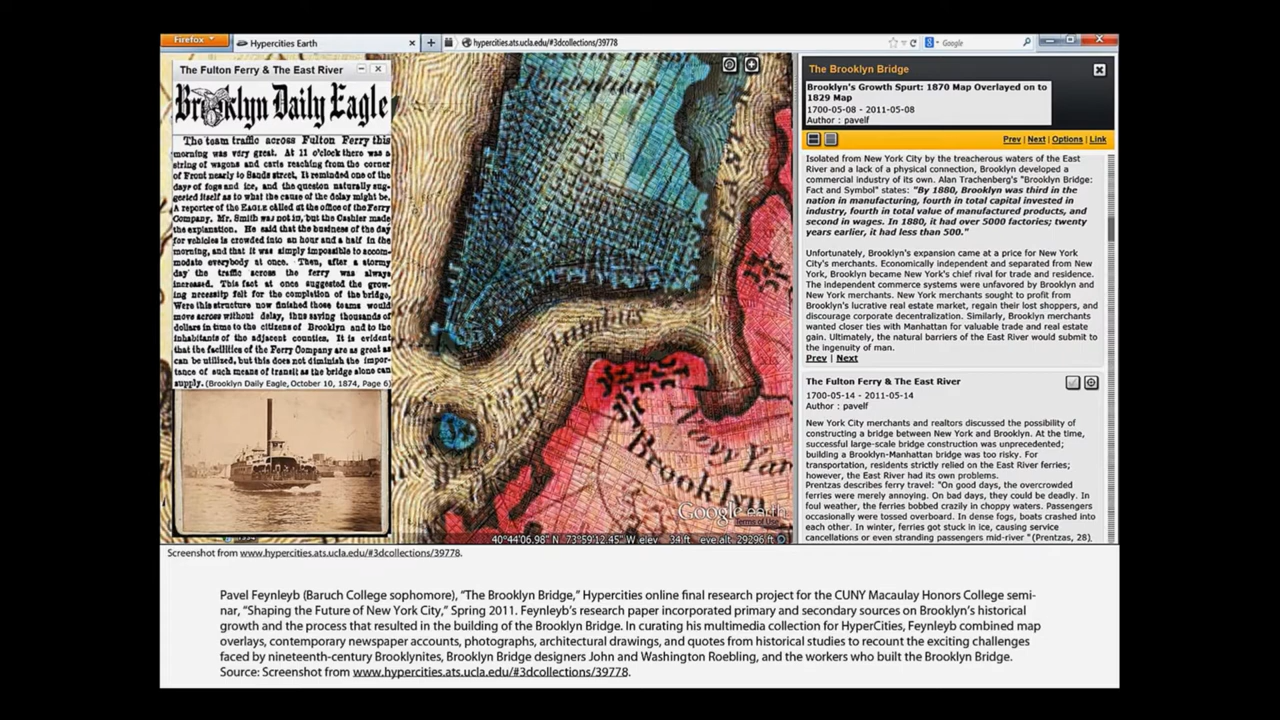 Firefox
Hypercities Earth
hypercities.ats.ucla.edu/#3dcollections/39778
Google
The Fulton Ferry & The East River
Brooklyn Daily Eagle
The team traffic across Fulton Ferry this
morning was very great. At 11 o'clock there was a
string of wagons and carts reaching from the corner
of Front nearly to Sands street. It reminded one of the
days of fogs and ice, and the question naturally sug-
gested itself as to what the cause of the delay might be.
A reporter of the EAGLE called at the office of the Ferry
Company. Mr. Smith was not in, but the Cashier made
the explanation. He said that the business of the day
for vehicles is crowded into an hour and a half in the
morning, and that it was simply impossible to accom-
modate everybody at once. Then, after a stormy
day the traffic across the ferry was always
increased. This fact at once suggested the grow-
ing necessity felt for the completion of the bridge,
Were this structure now finished those teams would
move across without delay, thus saving thousands of
dollars in time to the citizens of Brooklyn and to the
inhabitants of the adjacent counties. It is evident
that the facilities of the Ferry Company are as great as
can be utilized, but this does not diminish the impor-
tance of such means of transit as the bridge alone can
supply. (Brooklyn Daily Eagle, October 10, 1874, Page 6)
Brooklyn
Google earth
40°44'06.98" N 73°59'12.45" W elev 34 ft eye alt 29296 ft
The Brooklyn Bridge
Brooklyn's Growth Spurt: 1870 Map Overlayed on to
1829 Map
1700-05-08 - 2011-05-08
Author : pavelf
Prev | Next | Options | Link
Isolated from New York City by the treacherous waters of the East
River and a lack of a physical connection, Brooklyn developed a
commercial industry of its own. Alan Trachenberg's "Brooklyn Bridge:
Fact and Symbol" states: "By 1880, Brooklyn was third in the
nation in manufacturing, fourth in total capital invested in
industry, fourth in total value of manufactured products, and
second in wages. In 1880, it had over 5000 factories; twenty
years earlier, it had less than 500."
Unfortunately, Brooklyn's expansion came at a price for New York
City's merchants. Economically independent and separated from New
York, Brooklyn became New York's chief rival for trade and residence.
The independent commerce systems were unfavored by Brooklyn and
New York merchants. New York merchants sought to profit from
Brooklyn's lucrative real estate market, regain their lost shoppers, and
discourage corporate decentralization. Similarly, Brooklyn merchants
wanted closer ties with Manhattan for valuable trade and real estate
gain. Ultimately, the natural barriers of the East River would submit to
the ingenuity of man.
Prev | Next
The Fulton Ferry & The East River
1700-05-14 - 2011-05-14
Author : pavelf
New York City merchants and realtors discussed the possibility of
constructing a bridge between New York and Brooklyn. At the time,
successful large-scale bridge construction was unprecedented;
building a Brooklyn-Manhattan bridge was too risky. For
transportation, residents strictly relied on the East River ferries;
however, the East River had its own problems.
Prentzas describes ferry travel: "On good days, the overcrowded
ferries were merely annoying. On bad days, they could be deadly. In
foul weather, the ferries bobbed crazily in choppy waters. Passengers
occasionally were tossed overboard. In dense fogs, boats crashed into
each other. In winter, ferries got stuck in ice, causing service
cancellations or even stranding passengers mid-river "(Prentzas, 28).
Screenshot from www.hypercities.ats.ucla.edu/#3dcollections/39778.
Pavel Feynleyb (Baruch College sophomore), “The Brooklyn Bridge,” Hypercities online final research project for the CUNY Macaulay Honors College semi-
nar, “Shaping the Future of New York City,” Spring 2011. Feynleyb's research paper incorporated primary and secondary sources on Brooklyn's historical
growth and the process that resulted in the building of the Brooklyn Bridge. In curating his multimedia collection for HyperCities, Feynleyb combined map
overlays, contemporary newspaper accounts, photographs, architectural drawings, and quotes from historical studies to recount the exciting challenges
faced by nineteenth-century Brooklynites, Brooklyn Bridge designers John and Washington Roebling, and the workers who built the Brooklyn Bridge.
Source: Screenshot from www.hypercities.ats.ucla.edu/#3dcollections/39778.